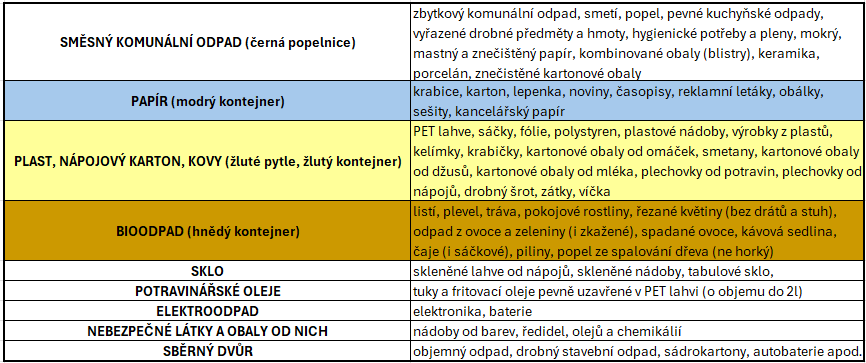 SMĚSNÝ KOMUNÁLNÍ ODPAD (černá popelnice)
zbytkový komunální odpad, smetí, popel, pevné kuchyňské odpady,
vyřazené drobné předměty a hmoty, hygienické potřeby a pleny, mokrý,
mastný a znečištěný papír, kombinované obaly (blistry), keramika,
porcelán, znečistěné kartonové obaly
PAPÍR (modrý kontejner)
krabice, karton, lepenka, noviny, časopisy, reklamní letáky, obálky,
sešity, kancelářský papír
PLAST, NÁPOJOVÝ KARTON, KOVY (žluté pytle, žlutý kontejner)
PET lahve, sáčky, fólie, polystyren, plastové nádoby, výrobky z plastů,
kelímky, krabičky, kartonové obaly od omáček, smetany, kartonové obaly
od džusů, kartonové obaly od mléka, plechovky od potravin, plechovky od
nápojů, drobný šrot, zátky, víčka
BIOODPAD (hnědý kontejner)
listí, plevel, tráva, pokojové rostliny, řezané květiny (bez drátů a stuh),
odpad z ovoce a zeleniny (i zkažené), spadané ovoce, kávová sedlina,
čaje (i sáčkové), piliny, popel ze spalování dřeva (ne horký)
SKLO
skleněné lahve od nápojů, skleněné nádoby, tabulové sklo,
POTRAVINÁŘSKÉ OLEJE
tuky a fritovací oleje pevně uzavřené v PET lahvi (o objemu do 2l)
ELEKTROODPAD
elektronika, baterie
NEBEZPEČNÉ LÁTKY A OBALY OD NICH
nádoby od barev, ředidel, olejů a chemikálií
SBĚRNÝ DVŮR
objemný odpad, drobný stavební odpad, sádrokartony, autobaterie apod.